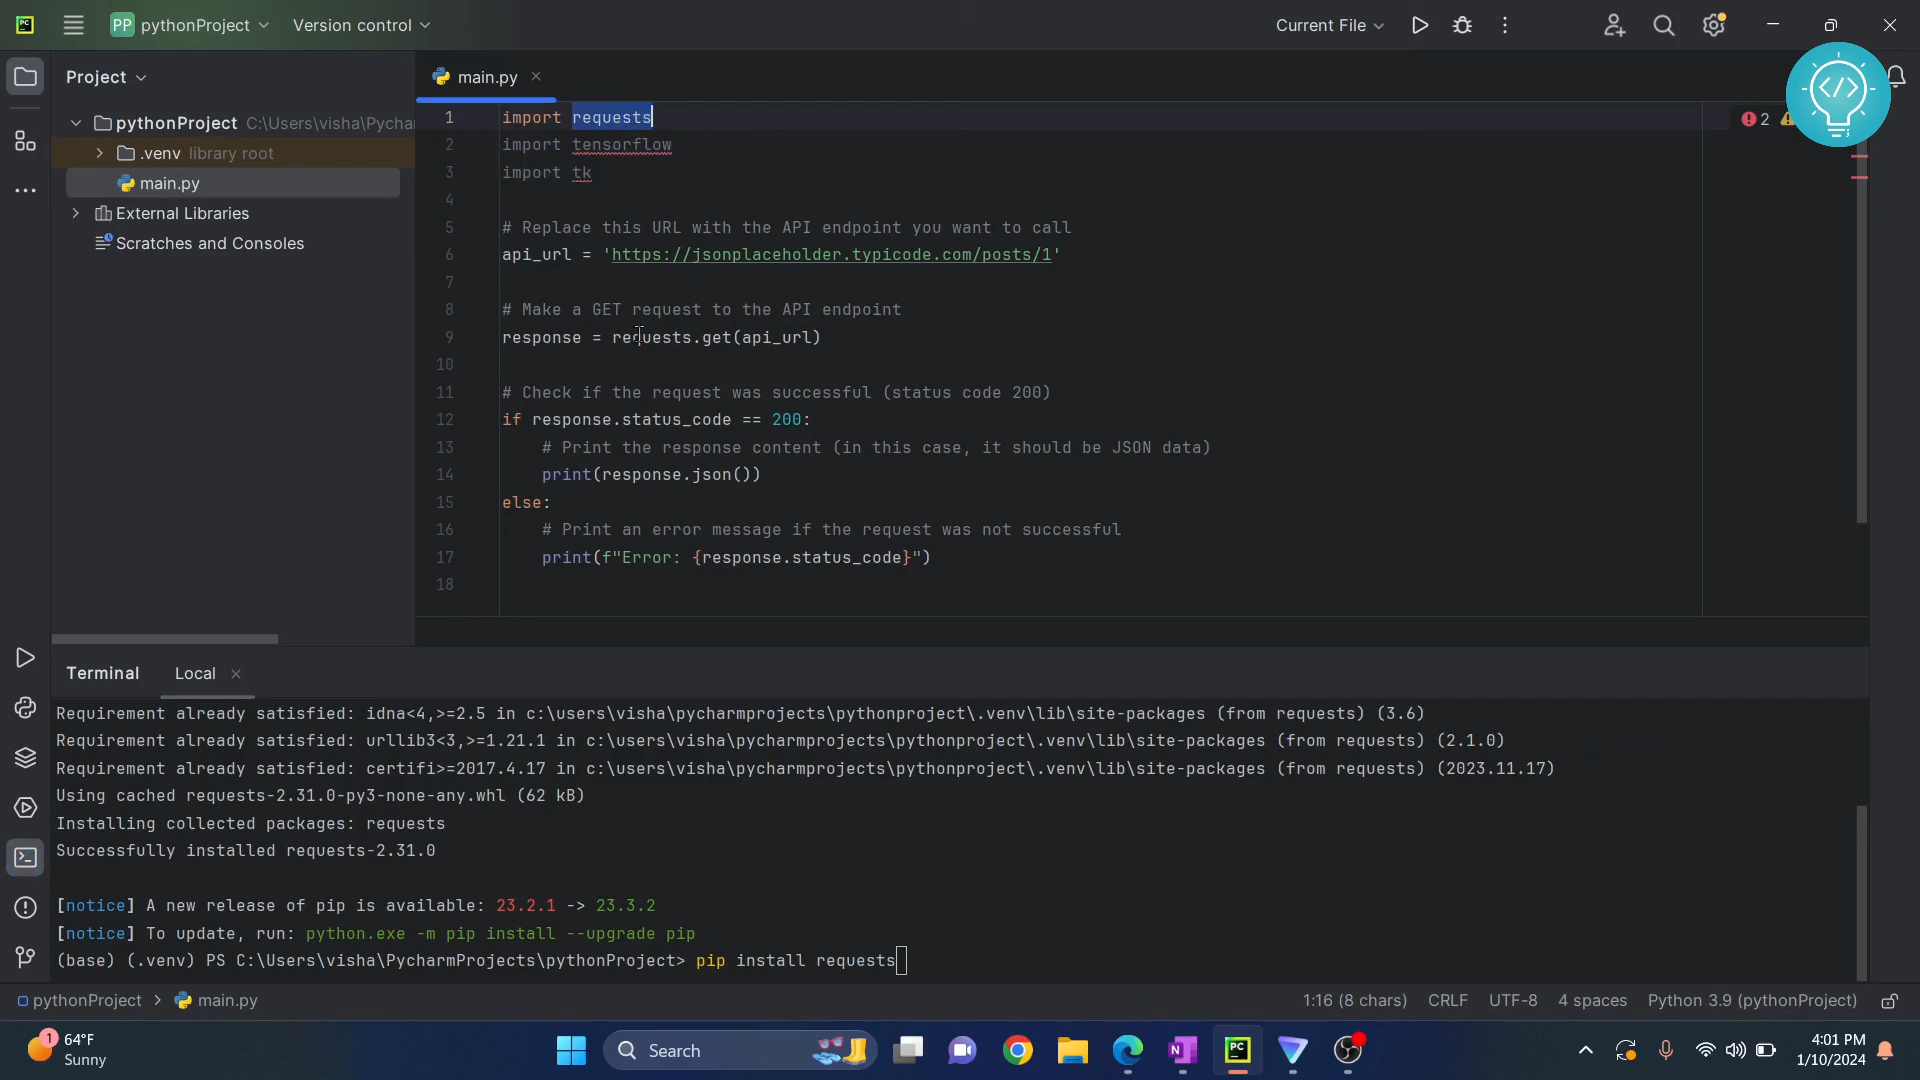 PC
PP pythonProject
Version control
Current File
Project
main.py
pythonProject C:\Users\visha\Pycha
.venv library root
main.py
External Libraries
Scratches and Consoles
1 import requests
2 import tensorflow
3 import tk
4
5 # Replace this URL with the API endpoint you want to call
6 api_url = 'https://jsonplaceholder.typicode.com/posts/1'
7
8 # Make a GET request to the API endpoint
9 response = requests.get(api_url)
10
11 # Check if the request was successful (status code 200)
12 if response.status_code == 200:
13 # Print the response content (in this case, it should be JSON data)
14 print(response.json())
15 else:
16 # Print an error message if the request was not successful
17 print(f"Error: {response.status_code}")
18
2
</>
Terminal
Local
Requirement already satisfied: idna<4,>=2.5 in c:\users\visha\pycharmprojects\pythonproject\.venv\lib\site-packages (from requests) (3.6)
Requirement already satisfied: urllib3<3,>=1.21.1 in c:\users\visha\pycharmprojects\pythonproject\.venv\lib\site-packages (from requests) (2.1.0)
Requirement already satisfied: certifi>=2017.4.17 in c:\users\visha\pycharmprojects\pythonproject\.venv\lib\site-packages (from requests) (2023.11.17)
Using cached requests-2.31.0-py3-none-any.whl (62 kB)
Installing collected packages: requests
Successfully installed requests-2.31.0
[notice] A new release of pip is available: 23.2.1 -> 23.3.2
[notice] To update, run: python.exe -m pip install --upgrade pip
(base) (.venv) PS C:\Users\visha\PycharmProjects\pythonProject> pip install requests
pythonProject > main.py
1:16 (8 chars)
CRLF
UTF-8
4 spaces
Python 3.9 (pythonProject)
1
64°F
Sunny
Search
N
PC
4:01 PM
1/10/2024